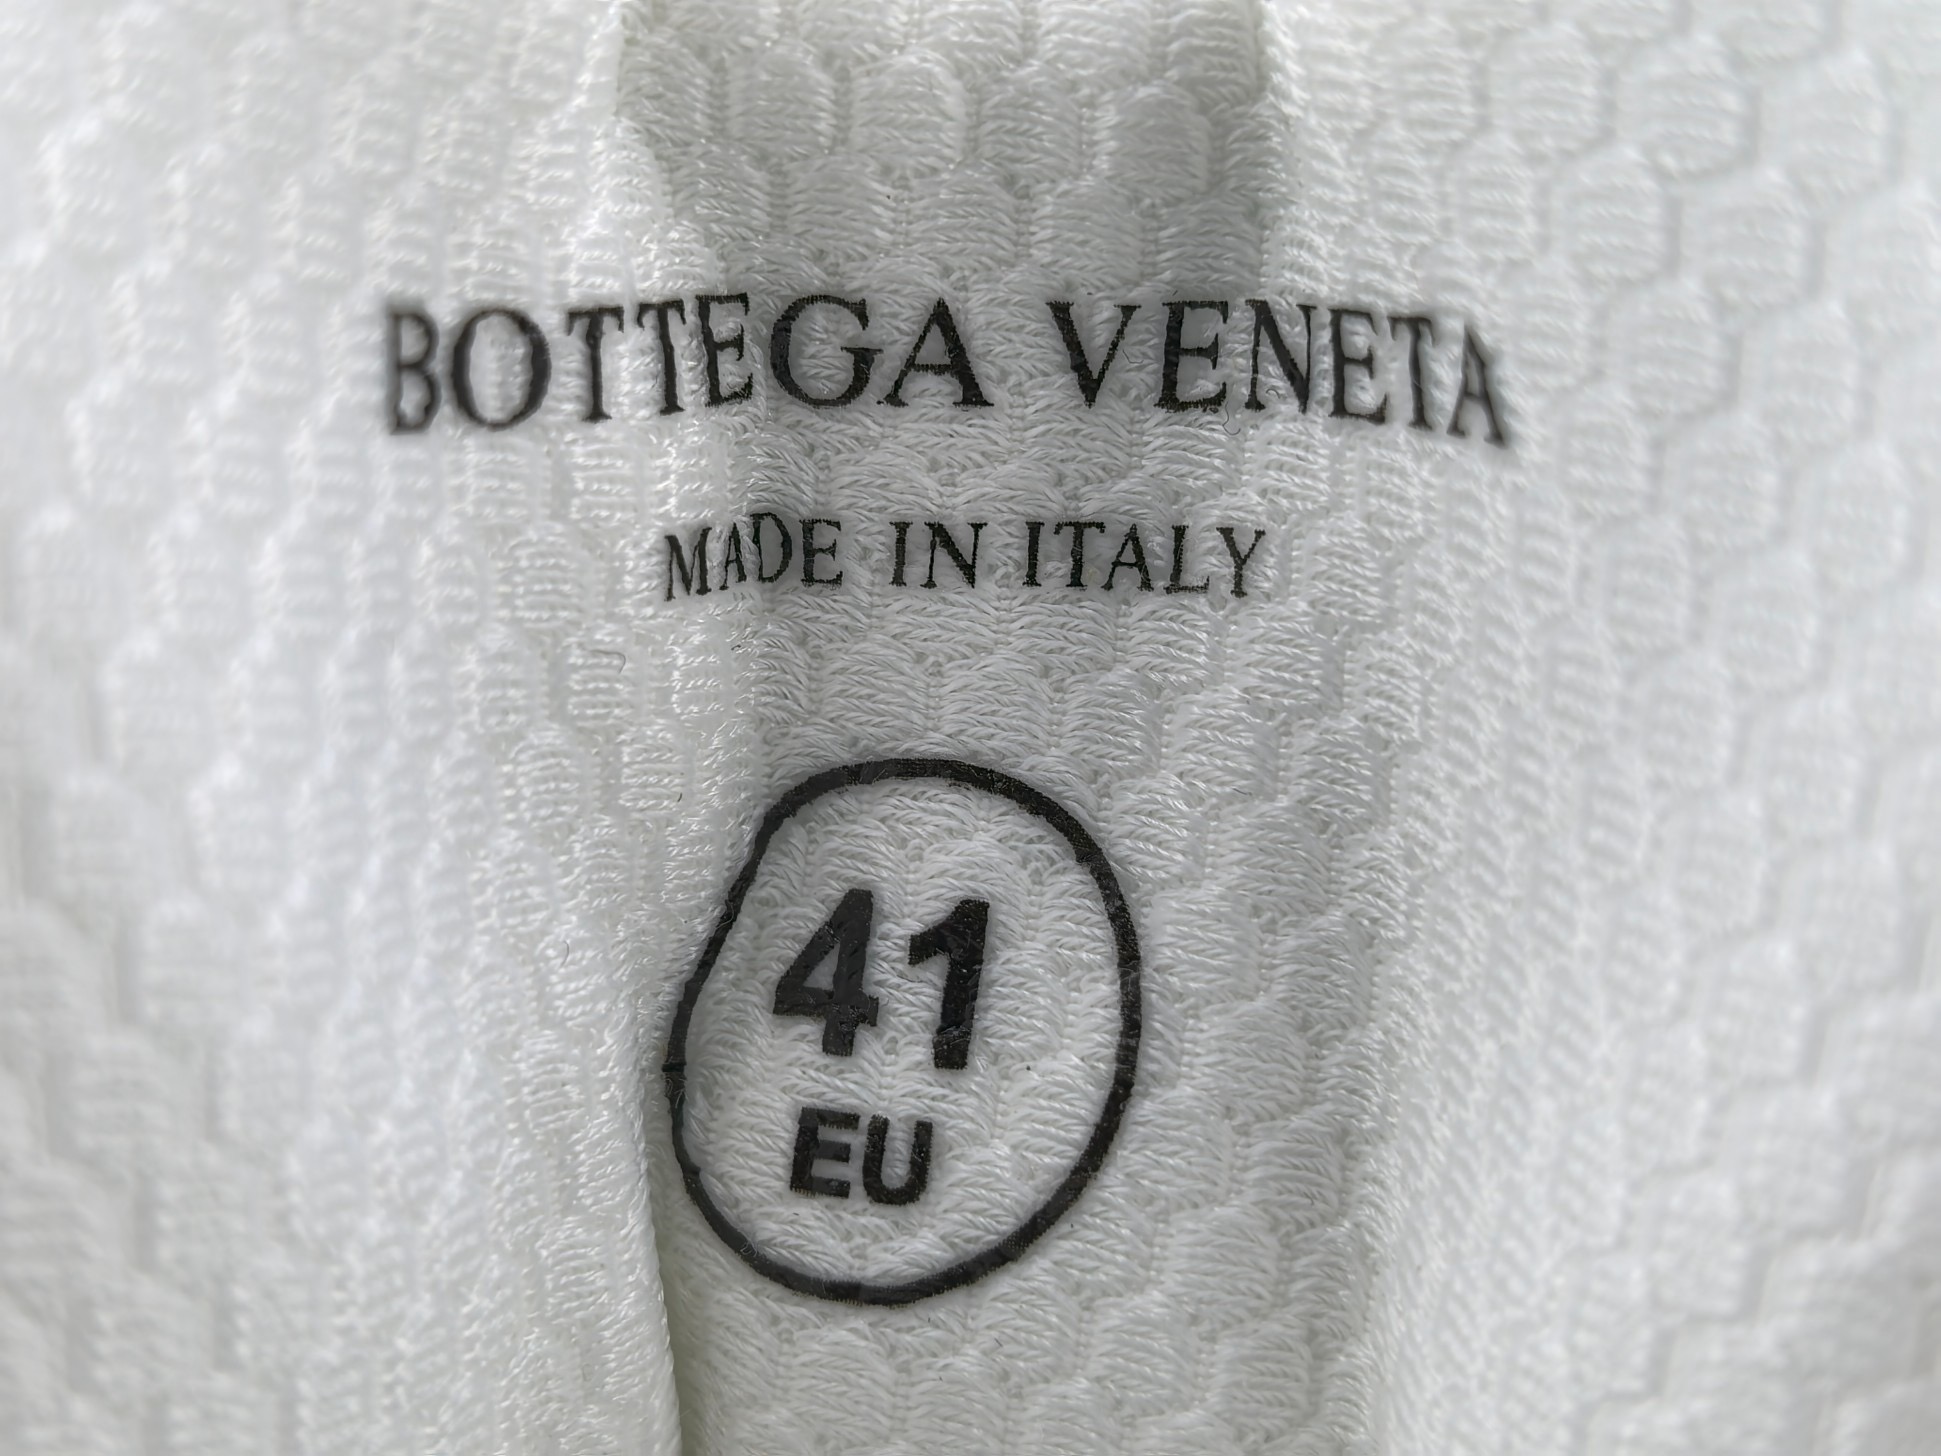 BOTTEGA VENETA
MADE IN ITALY
41
EU